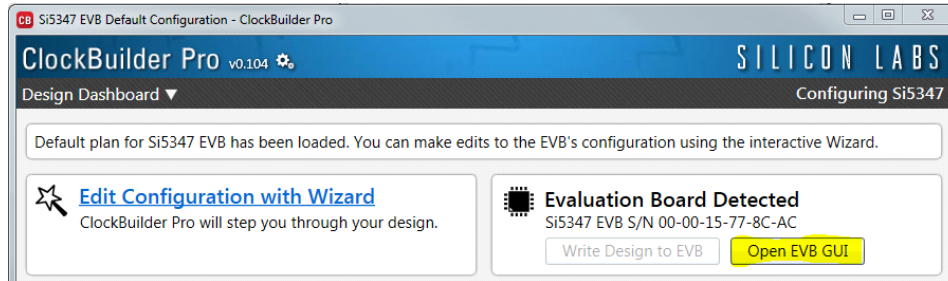 CB Si5347 EVB Default Configuration - ClockBuilder Pro
ClockBuilder Pro v0.104
SILICON LABS
Design Dashboard ▼
Configuring Si5347
Default plan for Si5347 EVB has been loaded. You can make edits to the EVB's configuration using the interactive Wizard.
Edit Configuration with Wizard
ClockBuilder Pro will step you through your design.
Evaluation Board Detected
Si5347 EVB S/N 00-00-15-77-8C-AC
Write Design to EVB
Open EVB GUI